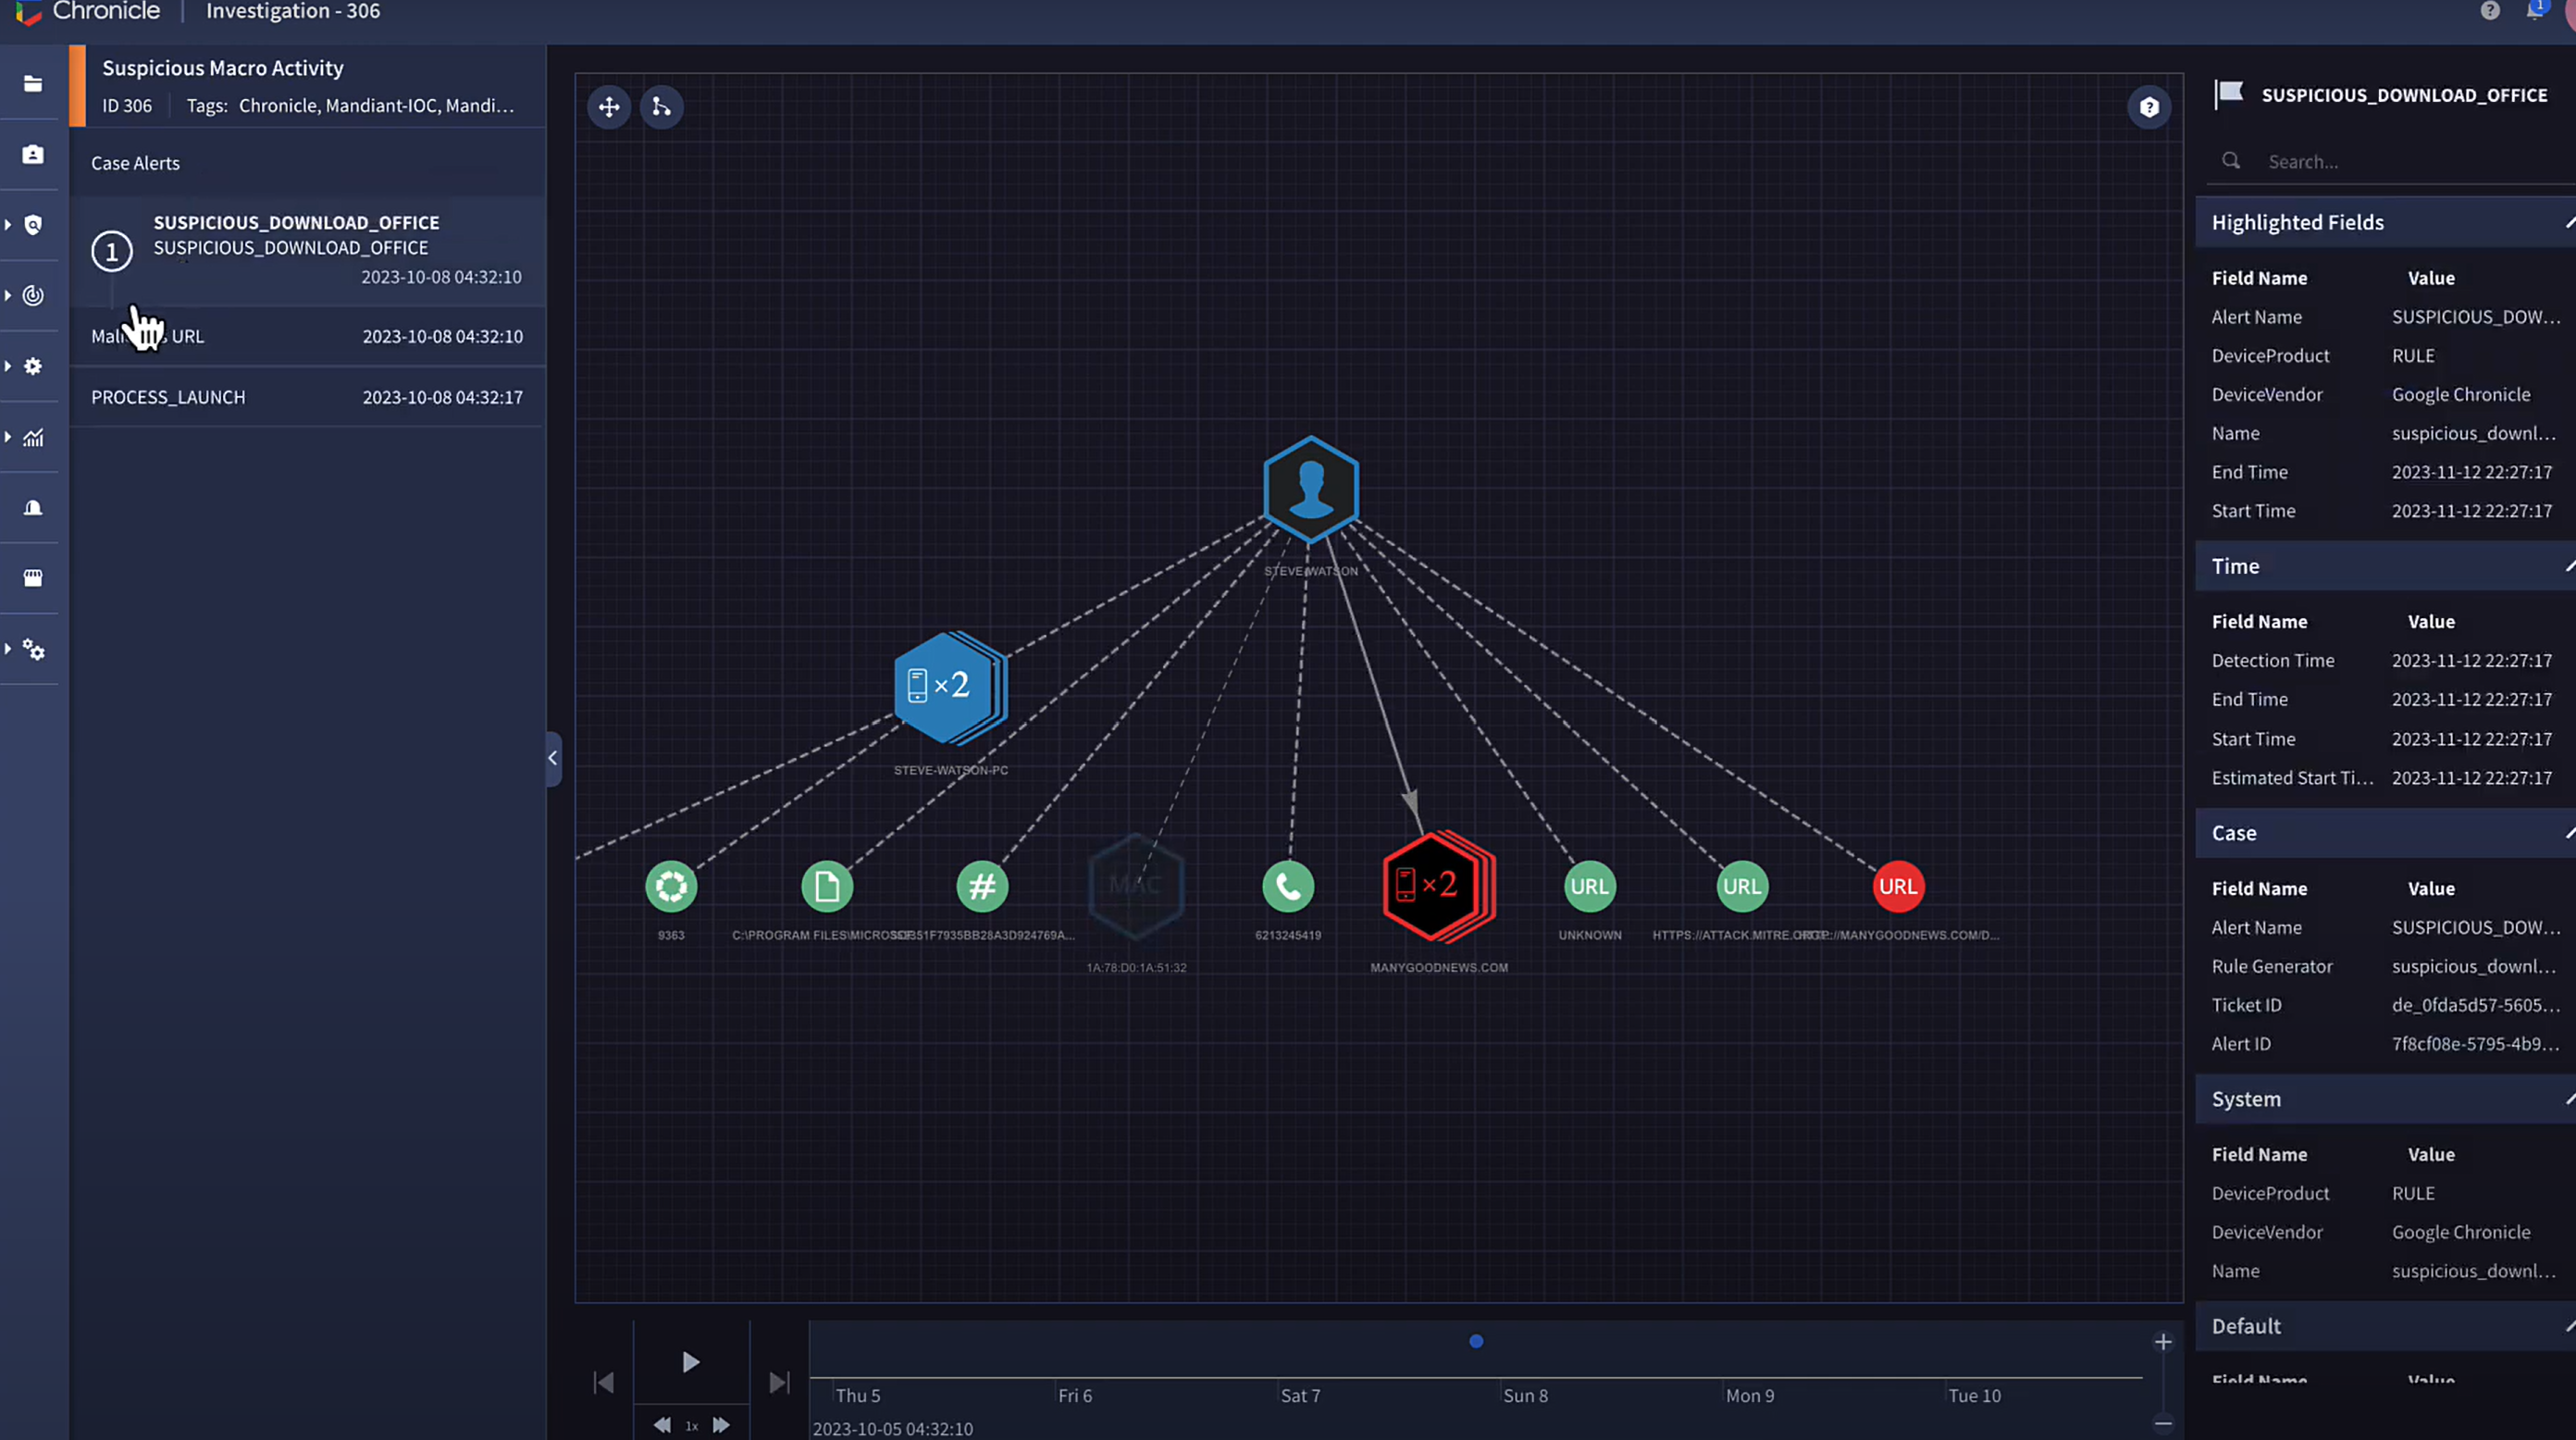 Chronicle
Investigation - 306
1
Suspicious Macro Activity
ID 306
Tags: Chronicle, Mandiant-IOC, Mandi...
Case Alerts
1
SUSPICIOUS_DOWNLOAD_OFFICE
SUSPICIOUS_DOWNLOAD_OFFICE
2023-10-08 04:32:10
URL
2023-10-08 04:32:10
PROCESS_LAUNCH
2023-10-08 04:32:17
STEVE-WATSON
×2
STEVE-WATSON-PC
9363
C:\PROGRAM FILES\MICROSOF
#
MAC
1A:78:D0:1A:51:32
6213245419
×2
MANYGOODNEWS.COM
URL
UNKNOWN
URL
HTTPS://ATTACK.MITRE.ORG
URL
://MANYGOODNEWS.COM/D...
Thu 5
Fri 6
Sat 7
Sun 8
Mon 9
Tue 10
1x
2023-10-05 04:32:10
SUSPICIOUS_DOWNLOAD_OFFICE
Search...
Highlighted Fields
Field Name Value
Alert Name SUSPICIOUS_DOW...
DeviceProduct RULE
DeviceVendor Google Chronicle
Name suspicious_downl...
End Time 2023-11-12 22:27:17
Start Time 2023-11-12 22:27:17
Time
Field Name Value
Detection Time 2023-11-12 22:27:17
End Time 2023-11-12 22:27:17
Start Time 2023-11-12 22:27:17
Estimated Start Ti... 2023-11-12 22:27:17
Case
Field Name Value
Alert Name SUSPICIOUS_DOW...
Rule Generator suspicious_downl...
Ticket ID de_0fda5d57-5605...
Alert ID 7f8cf08e-5795-4b9...
System
Field Name Value
DeviceProduct RULE
DeviceVendor Google Chronicle
Name suspicious_downl...
Default
Field Name Value